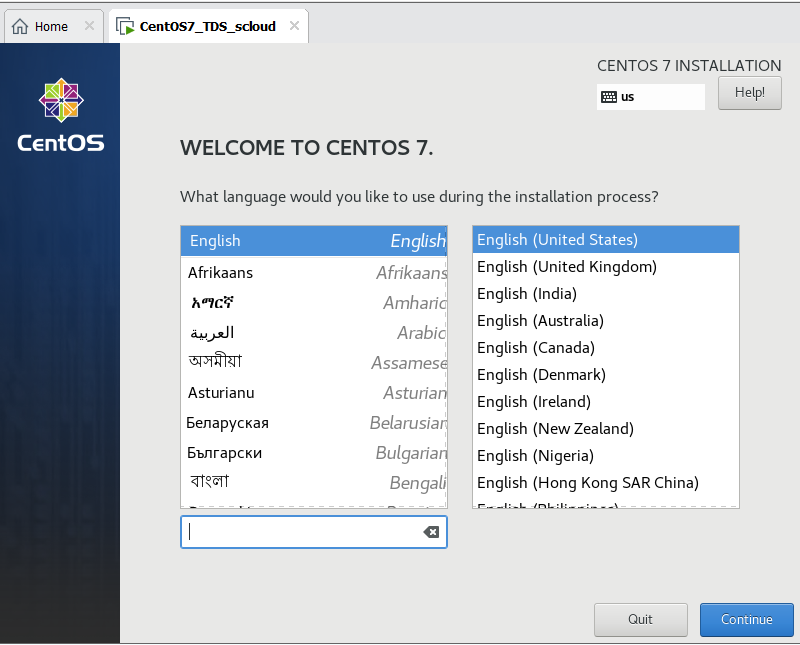 Home
CentOS7_TDS_scloud
CentOS
CENTOS 7 INSTALLATION
us
Help!
WELCOME TO CENTOS 7.
What language would you like to use during the installation process?
English English
Afrikaans Afrikaans
አማርኛ Amharic
العربية Arabic
অসমীয়া Assamese
Asturianu Asturian
Беларуская Belarusian
Български Bulgarian
বাংলা Bengali
English (United States)
English (United Kingdom)
English (India)
English (Australia)
English (Canada)
English (Denmark)
English (Ireland)
English (New Zealand)
English (Nigeria)
English (Hong Kong SAR China)
English (Philippines)
Quit
Continue